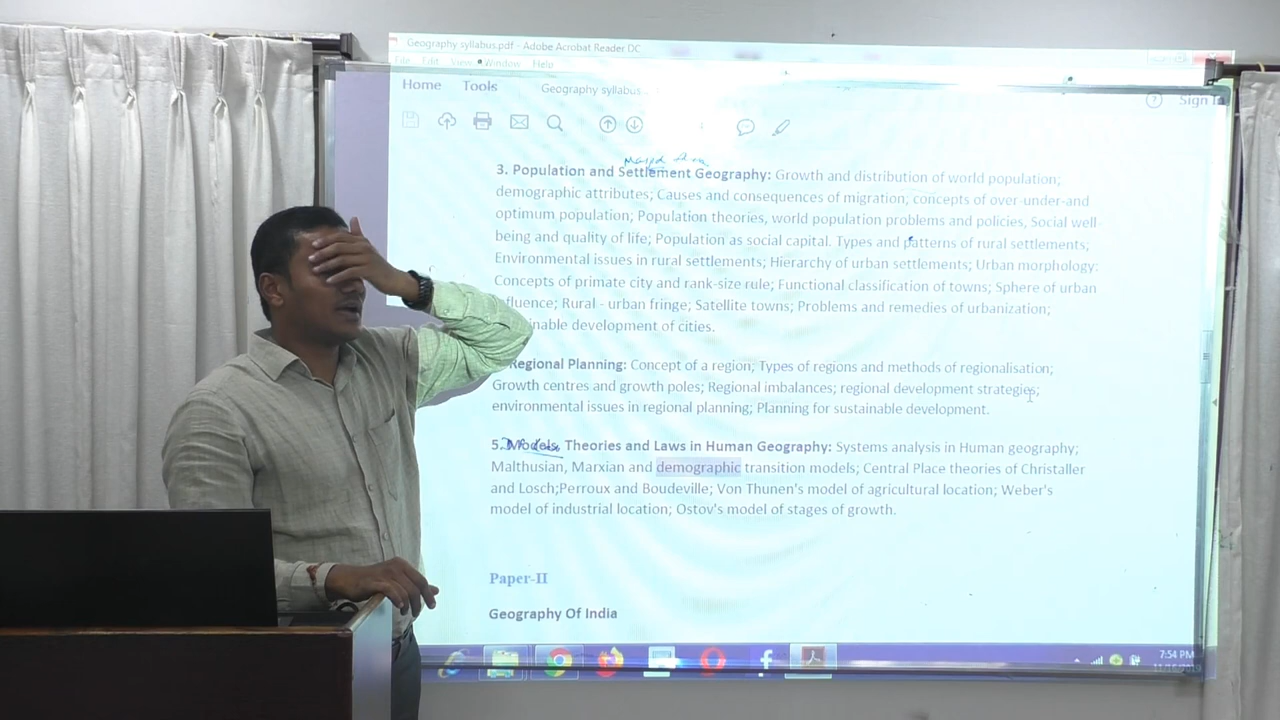 Geography syllabus.pdf - Adobe Acrobat Reader DC
File Edit View Window Help
Home Tools Geography syllabus...
Sign In
3. Population and Settlement Geography: Growth and distribution of world population;
demographic attributes; Causes and consequences of migration; concepts of over-under-and
optimum population; Population theories, world population problems and policies, Social well-
being and quality of life; Population as social capital. Types and patterns of rural settlements;
Environmental issues in rural settlements; Hierarchy of urban settlements; Urban morphology:
Concepts of primate city and rank-size rule; Functional classification of towns; Sphere of urban
fluence; Rural - urban fringe; Satellite towns; Problems and remedies of urbanization;
inable development of cities.
Regional Planning: Concept of a region; Types of regions and methods of regionalisation;
Growth centres and growth poles; Regional imbalances; regional development strategies;
environmental issues in regional planning; Planning for sustainable development.
5. Models, Theories and Laws in Human Geography: Systems analysis in Human geography;
Malthusian, Marxian and demographic transition models; Central Place theories of Christaller
and Losch;Perroux and Boudeville; Von Thunen's model of agricultural location; Weber's
model of industrial location; Ostov's model of stages of growth.
Paper-II
Geography Of India
7:54 PM